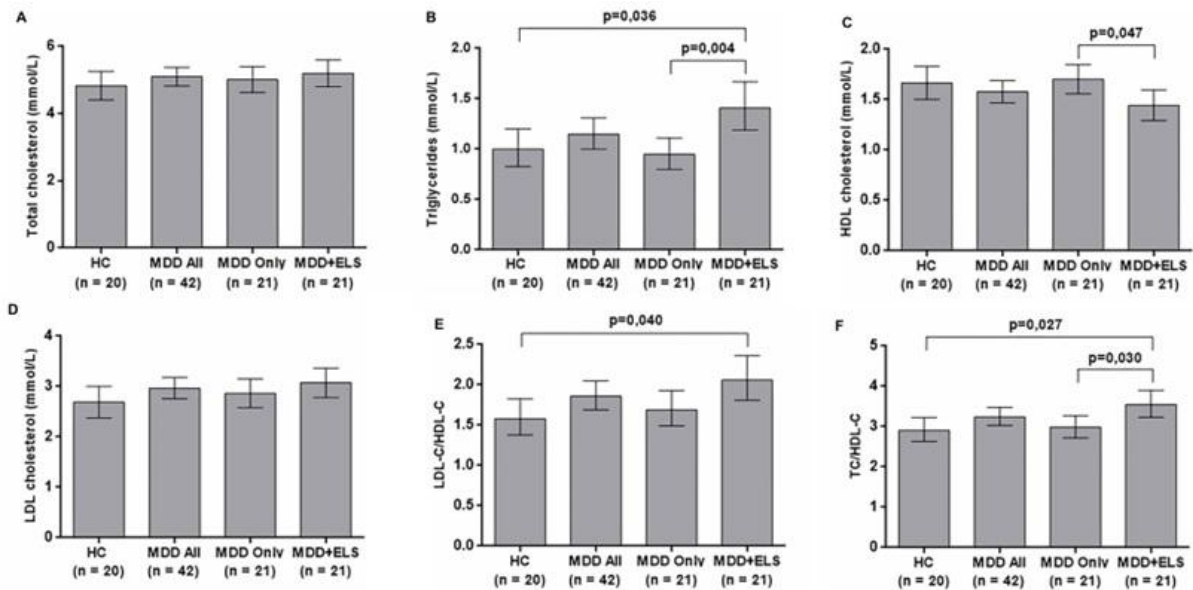 A
Total cholesterol (mmol/L)
6
4
2
0
HC MDD All MDD Only MDD+ELS
(n = 20) (n = 42) (n = 21) (n = 21)
B
p=0,036
p=0,004
Triglycerides (mmol/L)
2.0
1.5
1.0
0.5
0.0
HC MDD All MDD Only MDD+ELS
(n = 20) (n = 42) (n = 21) (n = 21)
C
p=0,047
HDL cholesterol (mmol/L)
2.0
1.5
1.0
0.5
0.0
HC MDD All MDD Only MDD+ELS
(n = 20) (n = 42) (n = 21) (n = 21)
D
LDL cholesterol (mmol/L)
4
3
2
1
0
HC MDD All MDD Only MDD+ELS
(n = 20) (n = 42) (n = 21) (n = 21)
E
p=0,040
LDL-C/HDL-C
2.5
2.0
1.5
1.0
0.5
0.0
HC MDD All MDD Only MDD+ELS
(n = 20) (n = 42) (n = 21) (n = 21)
F
p=0,027
p=0,030
TC/HDL-C
5
4
3
2
1
0
HC MDD All MDD Only MDD+ELS
(n = 20) (n = 42) (n = 21) (n = 21)